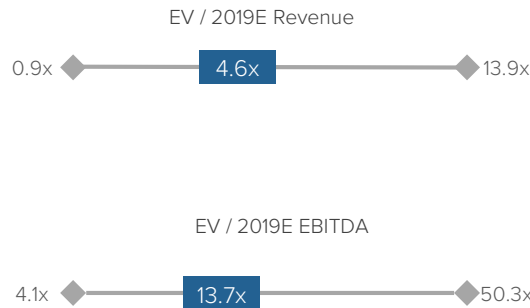 EV / 2019E Revenue
0.9x 4.6x 13.9x
EV / 2019E EBITDA
4.1x 13.7x 50.3x